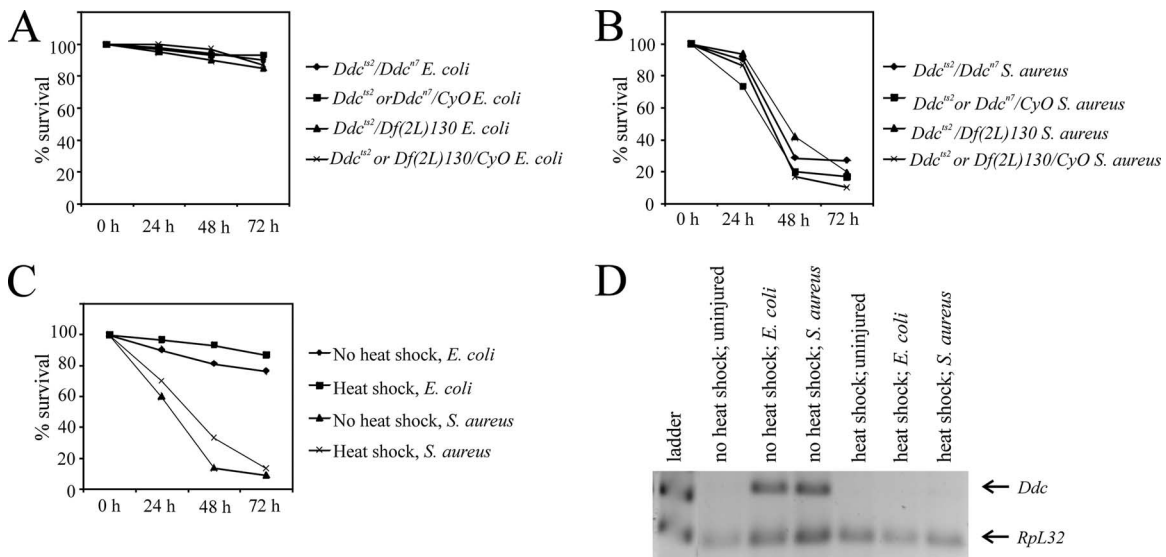 A
% survival
100
80
60
40
20
0
0 h 24 h 48 h 72 h
Ddc^ts2/Ddc^n7 E. coli
Ddc^ts2 orDdc^n7/CyO E. coli
Ddc^ts2/Df(2L)130 E. coli
Ddc^ts2 or Df(2L)130/CyO E. coli
B
% survival
100
80
60
40
20
0
0 h 24 h 48 h 72 h
Ddc^ts2/Ddc^n7 S. aureus
Ddc^ts2 or Ddc^n7/CyO S. aureus
Ddc^ts2/Df(2L)130 S. aureus
Ddc^ts2 or Df(2L)130/CyO S. aureus
C
% survival
100
80
60
40
20
0
0 h 24 h 48 h 72 h
No heat shock, E. coli
Heat shock, E. coli
No heat shock, S. aureus
Heat shock, S. aureus
D
ladder
no heat shock; uninjured
no heat shock; E. coli
no heat shock; S. aureus
heat shock; uninjured
heat shock; E. coli
heat shock; S. aureus
Ddc
RpL32